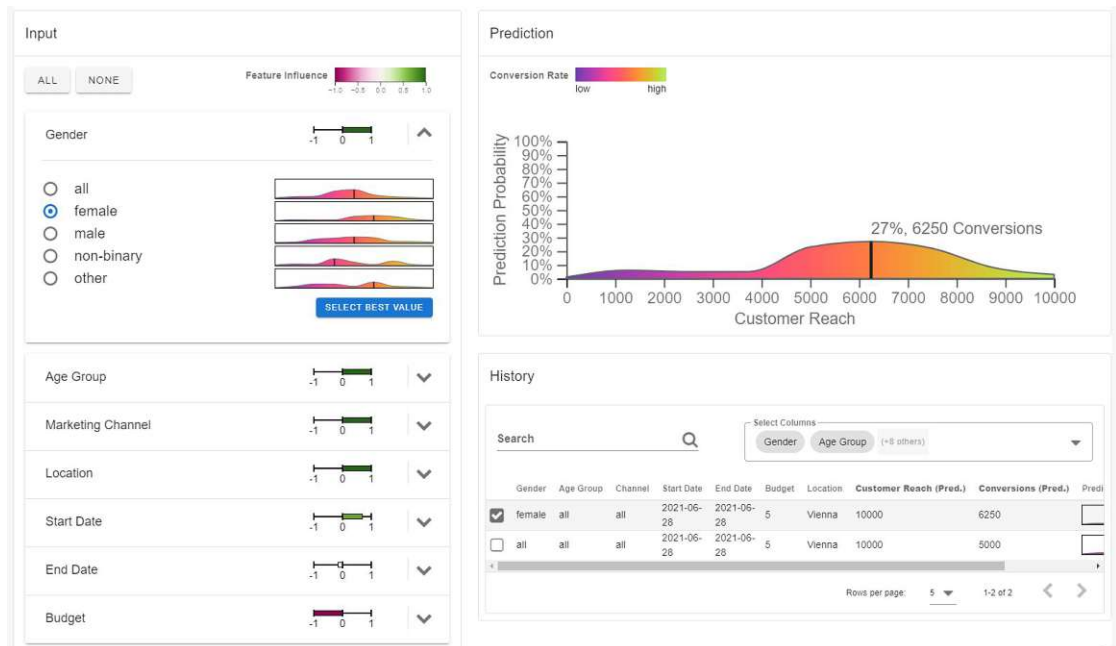 Input
ALL NONE Feature Influence
-1.0 -0.5 0.0 0.5 1.0
Gender -1 0 1
all
female
male
non-binary
other
SELECT BEST VALUE
Age Group -1 0 1
Marketing Channel -1 0 1
Location -1 0 1
Start Date -1 0 1
End Date -1 0 1
Budget -1 0 1
Prediction
Conversion Rate
low high
Prediction Probability
100%
90%
80%
70%
60%
50%
40%
30%
20%
10%
0%
27%, 6250 Conversions
0 1000 2000 3000 4000 5000 6000 7000 8000 9000 10000
Customer Reach
History
Search
Select Columns
Gender Age Group (+8 others)
Gender Age Group Channel Start Date End Date Budget Location Customer Reach (Pred.) Conversions (Pred.) Predi
female all all 2021-06-28 2021-06-28 5 Vienna 10000 6250
all all all 2021-06-28 2021-06-28 5 Vienna 10000 5000
Rows per page: 5 1-2 of 2